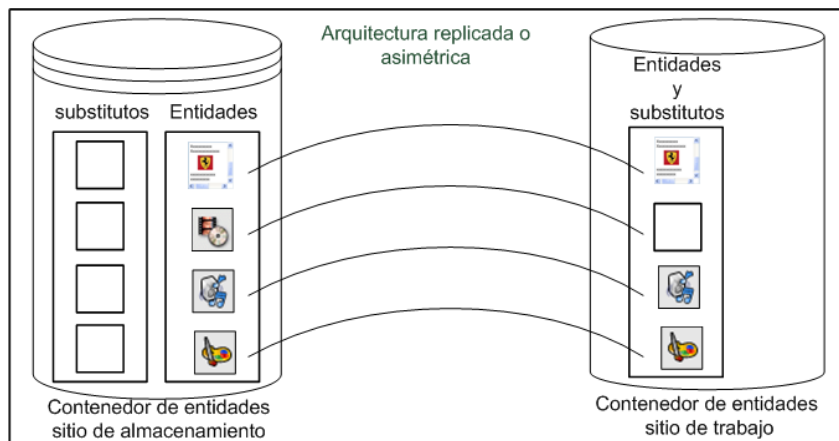 Arquitectura replicada o
asimétrica
substitutos
Entidades
Entidades
y
substitutos
Contenedor de entidades
sitio de almacenamiento
Contenedor de entidades
sitio de trabajo